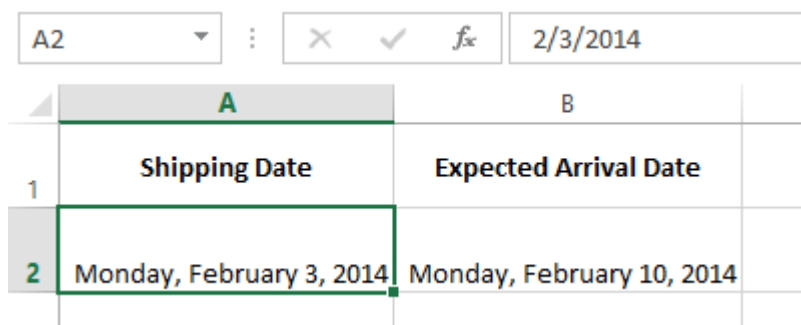 A2 fx 2/3/2014
A B
1 Shipping Date Expected Arrival Date
2 Monday, February 3, 2014 Monday, February 10, 2014